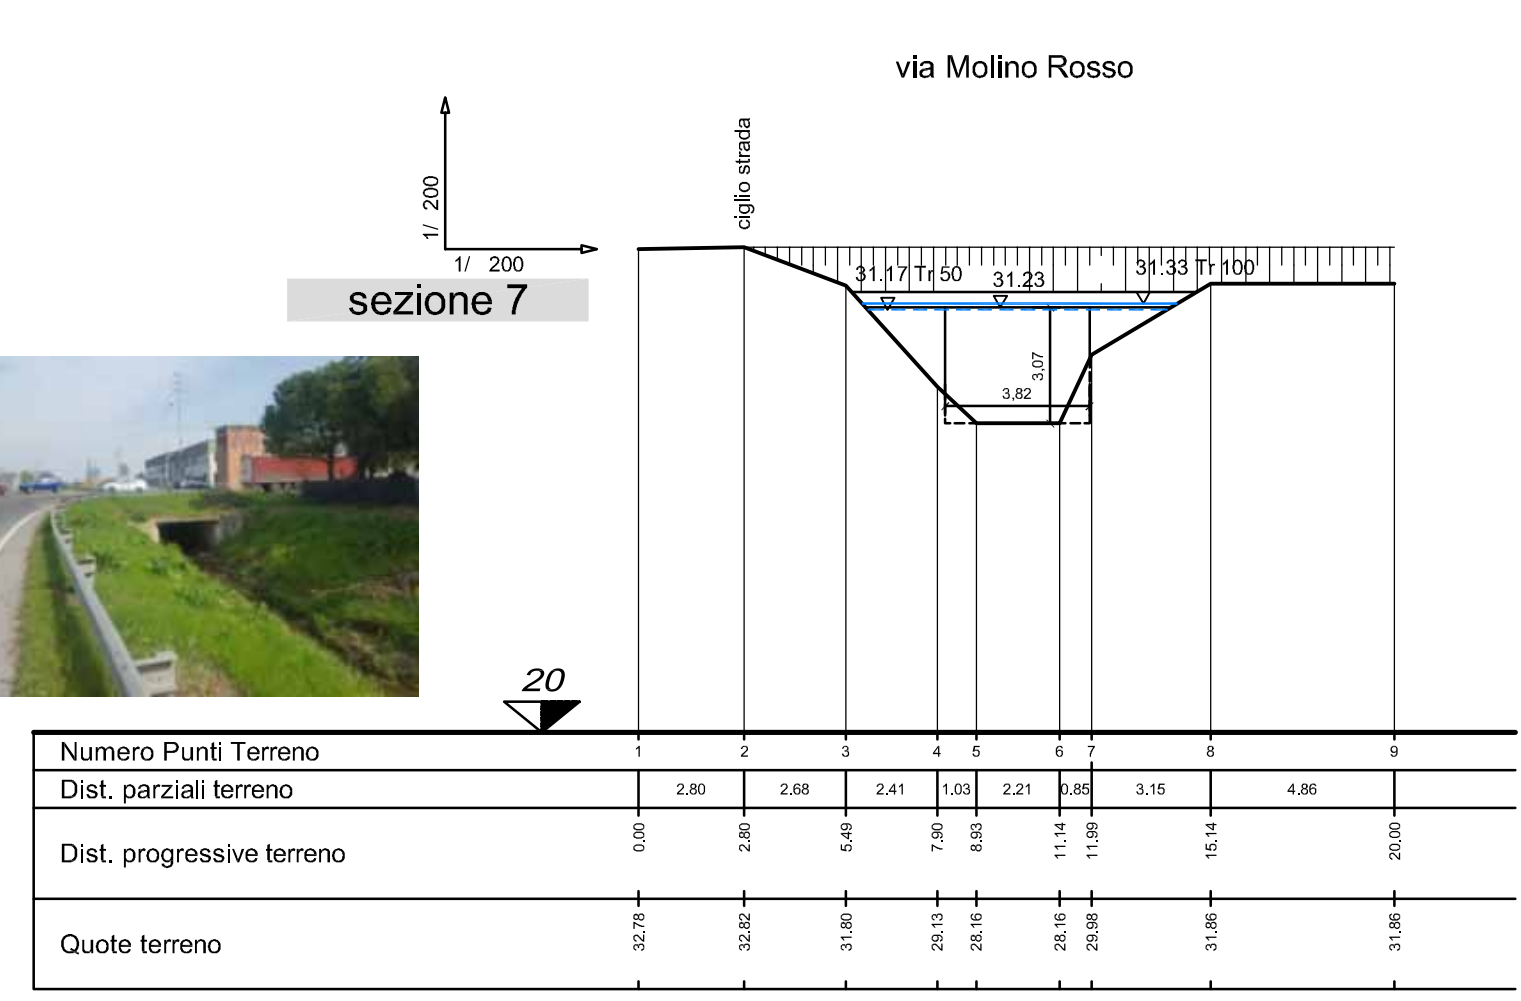 via Molino Rosso
ciglio strada
1/ 200
1/ 200
sezione 7
31.17 Tr 50
31.23
31.33 Tr 100
3,07
3,82
20
Numero Punti Terreno 1 2 3 4 5 6 7 8 9
Dist. parziali terreno 2.80 2.68 2.41 1.03 2.21 0.85 3.15 4.86
Dist. progressive terreno 0.00 2.80 5.49 7.90 8.93 11.14 11.99 15.14 20.00
Quote terreno 32.78 32.82 31.80 29.13 28.16 28.16 29.98 31.86 31.86